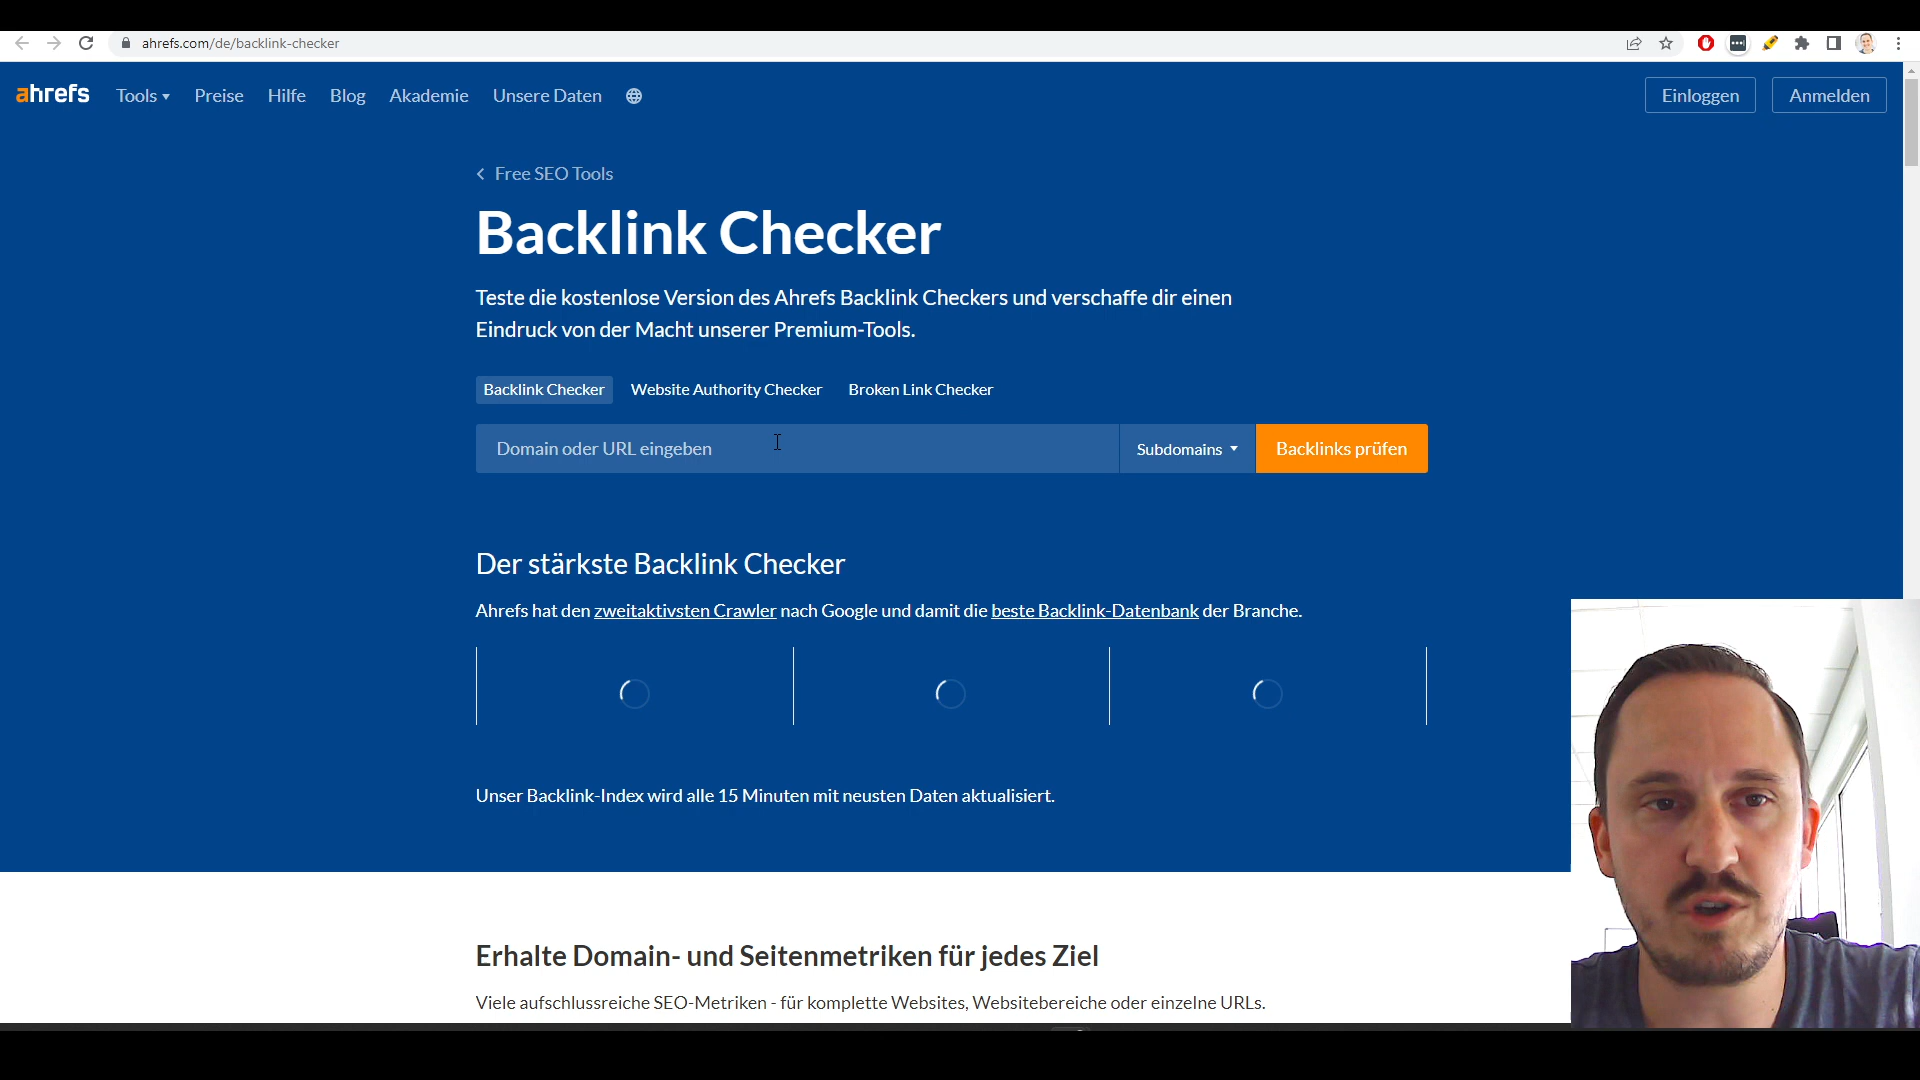 ahrefs.com/de/backlink-checker
ahrefs Tools Preise Hilfe Blog Akademie Unsere Daten Einloggen Anmelden
Free SEO Tools
Backlink Checker
Teste die kostenlose Version des Ahrefs Backlink Checkers und verschaffe dir einen
Eindruck von der Macht unserer Premium-Tools.
Backlink Checker Website Authority Checker Broken Link Checker
Domain oder URL eingeben Subdomains Backlinks prüfen
Der stärkste Backlink Checker
Ahrefs hat den zweitaktivsten Crawler nach Google und damit die beste Backlink-Datenbank der Branche.
Unser Backlink-Index wird alle 15 Minuten mit neusten Daten aktualisiert.
Erhalte Domain- und Seitenmetriken für jedes Ziel
Viele aufschlussreiche SEO-Metriken - für komplette Websites, Websitebereiche oder einzelne URLs.